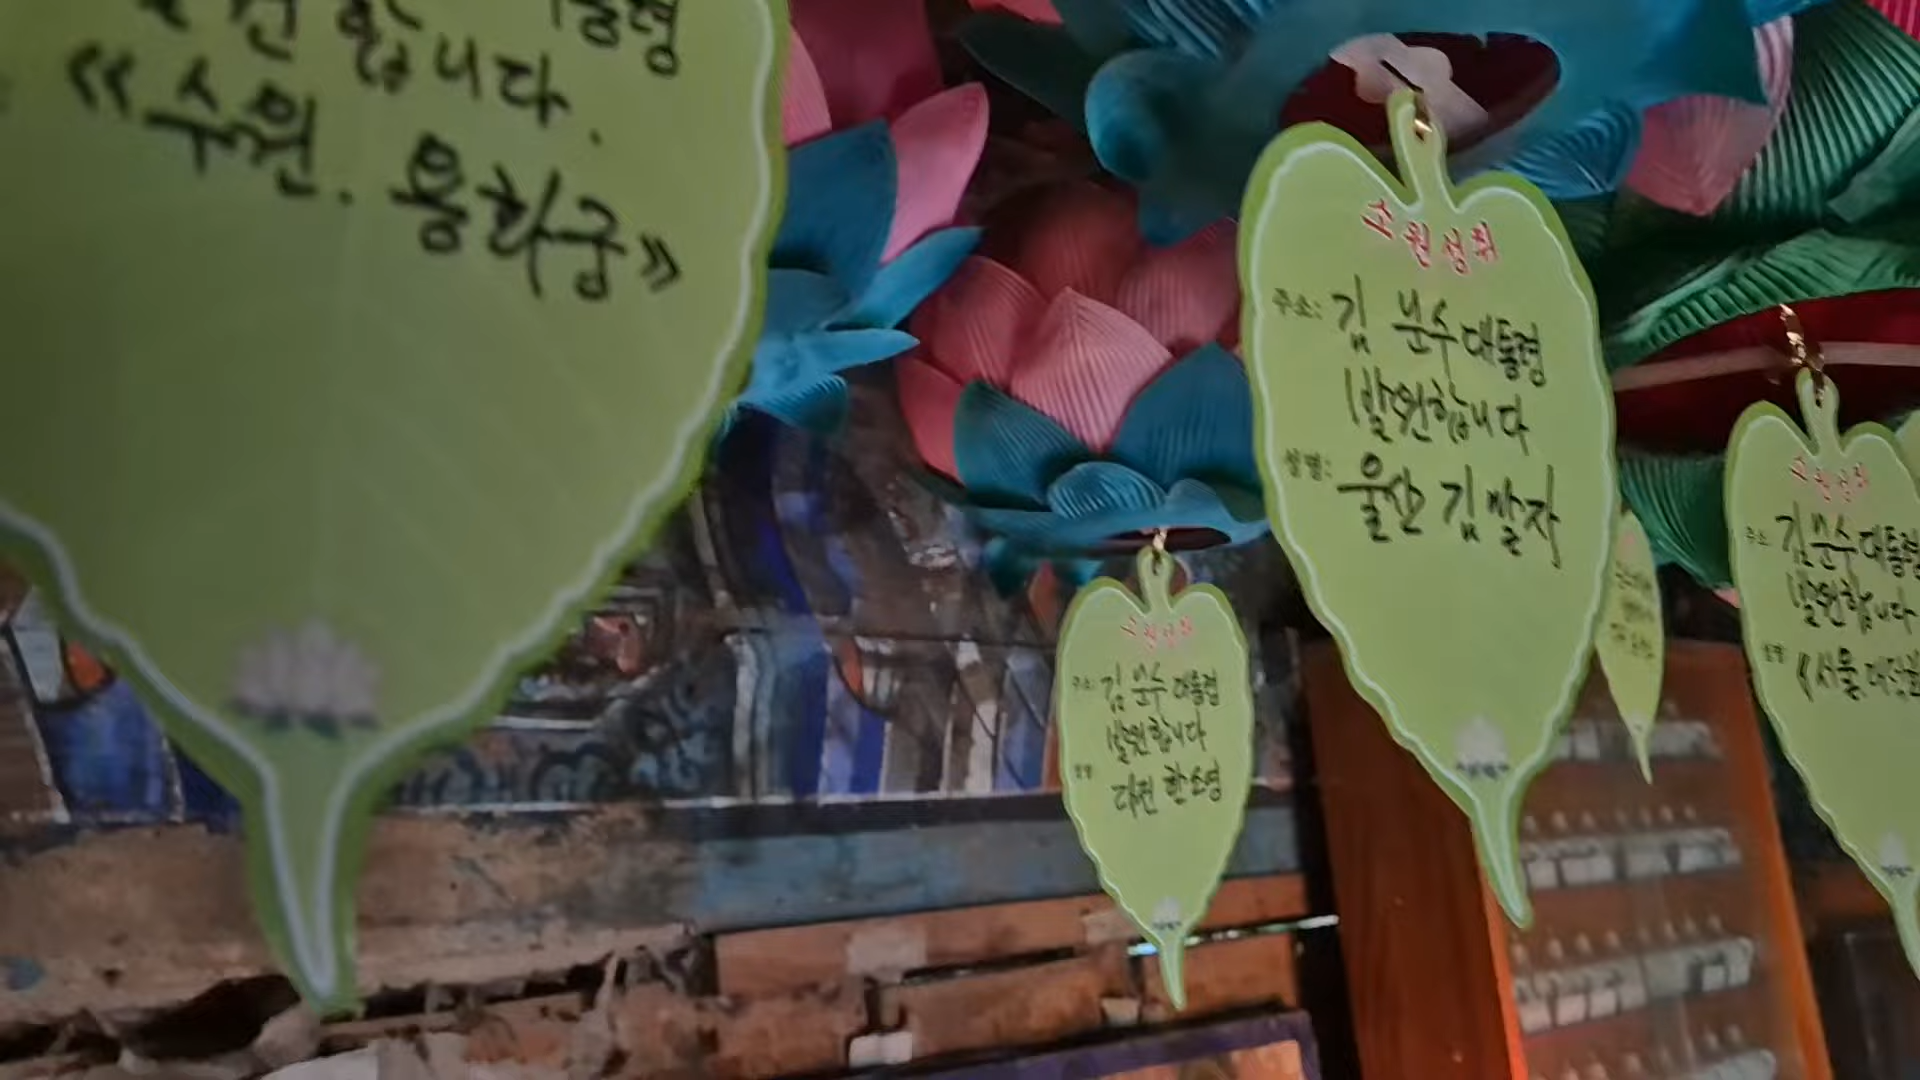 합니다.
《수원. 용화궁》
소원성취
주소: 김 분수대통령
발원합니다
성명: 울산 김발자
소원성취
주소: 김 분수대통령
발원합니다
성명:
대전 한소영
소원성취
주소: 김분수대통령
발원합니다
성명:
《서울.